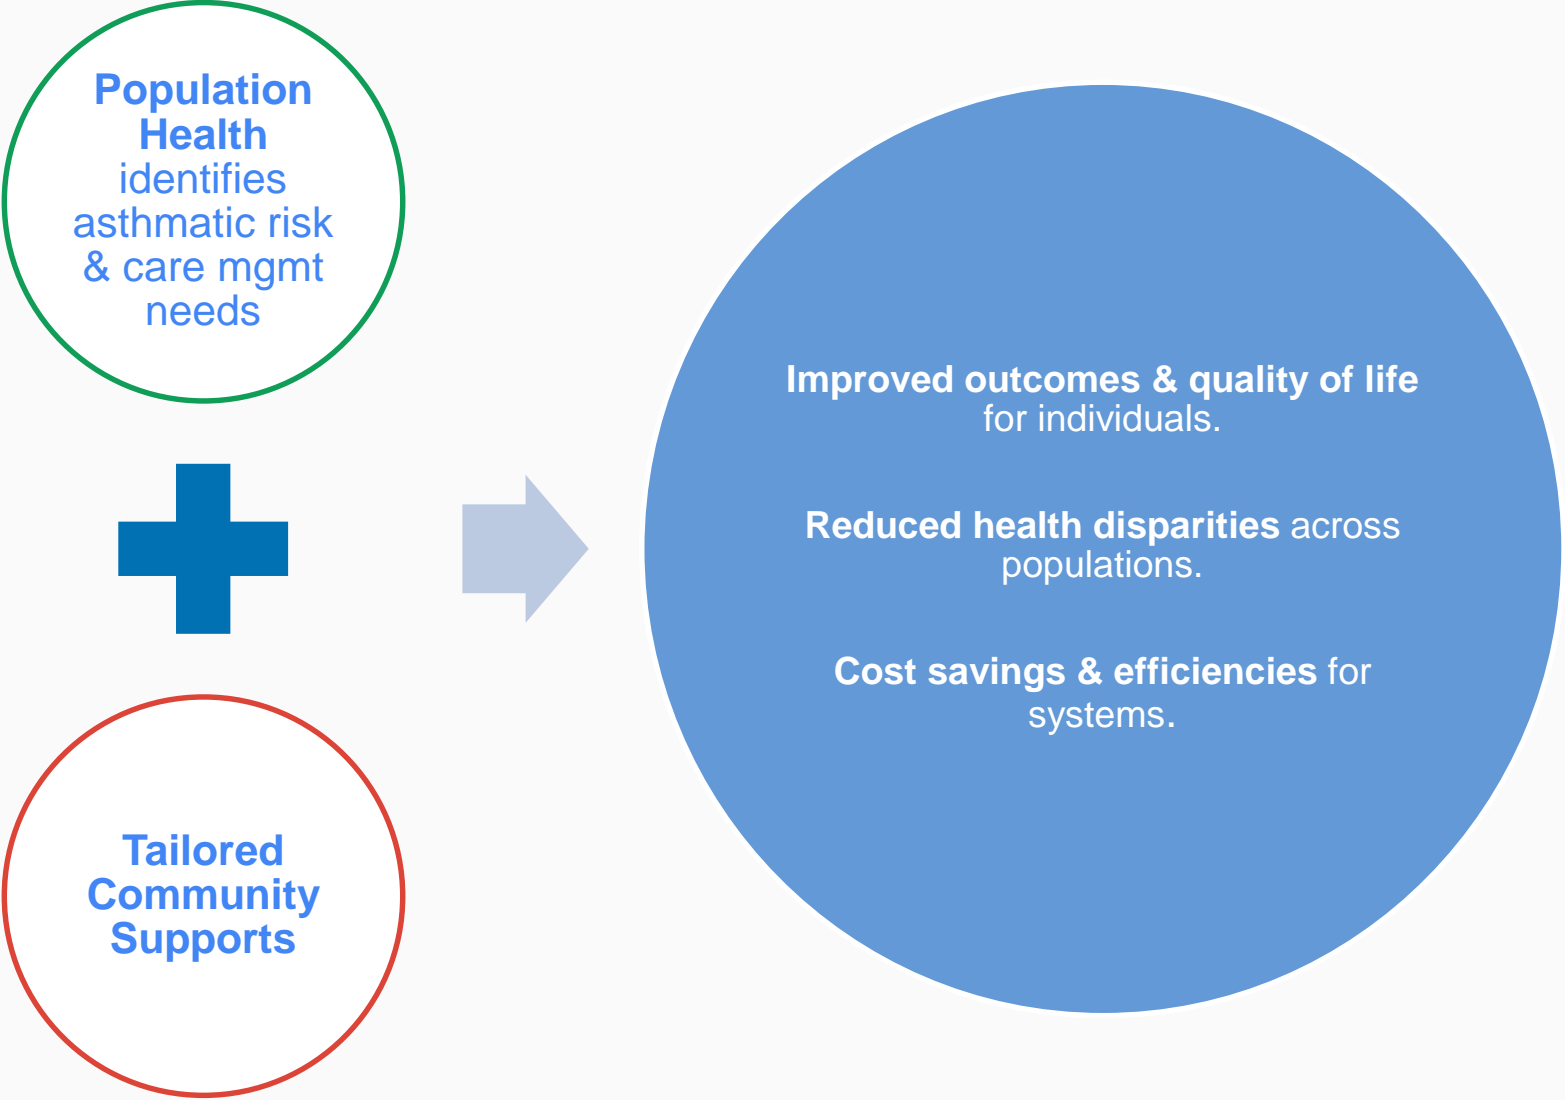 Population
Health
identifies
asthmatic risk
& care mgmt
needs
Tailored
Community
Supports
Improved outcomes & quality of life
for individuals.
Reduced health disparities across
populations.
Cost savings & efficiencies for
systems.